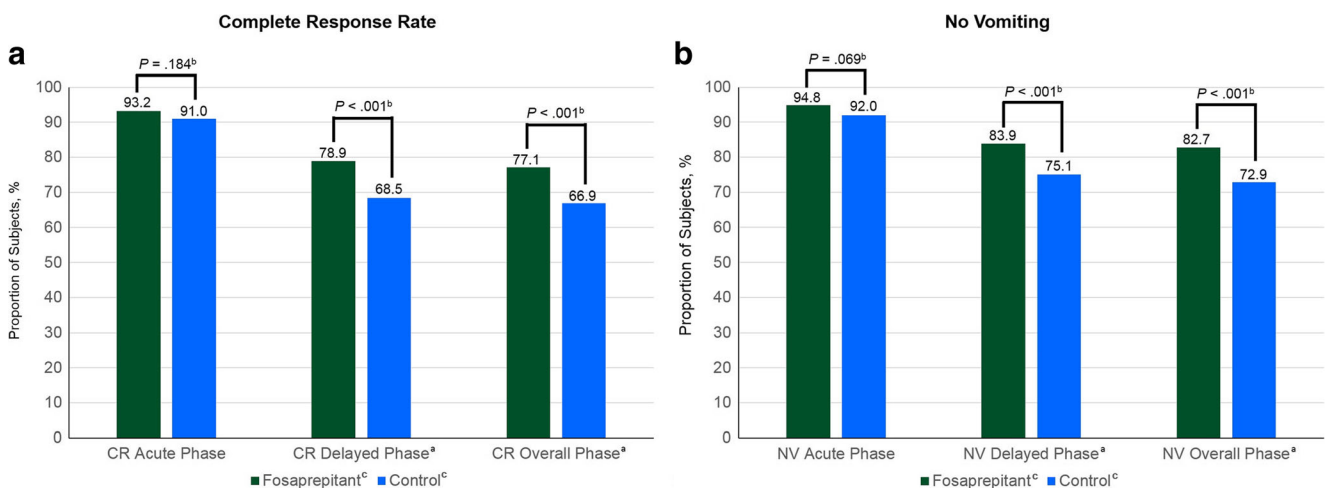 Complete Response Rate
a
Proportion of Subjects, %
100
90
80
70
60
50
40
30
20
10
0
P = .184ᵇ
93.2
91.0
P < .001ᵇ
78.9
68.5
P < .001ᵇ
77.1
66.9
CR Acute Phase
CR Delayed Phaseᵃ
CR Overall Phaseᵃ
Fosaprepitantᶜ Controlᶜ
No Vomiting
b
Proportion of Subjects, %
100
90
80
70
60
50
40
30
20
10
0
P = .069ᵇ
94.8
92.0
P < .001ᵇ
83.9
75.1
P < .001ᵇ
82.7
72.9
NV Acute Phase
NV Delayed Phaseᵃ
NV Overall Phaseᵃ
Fosaprepitantᶜ Controlᶜ